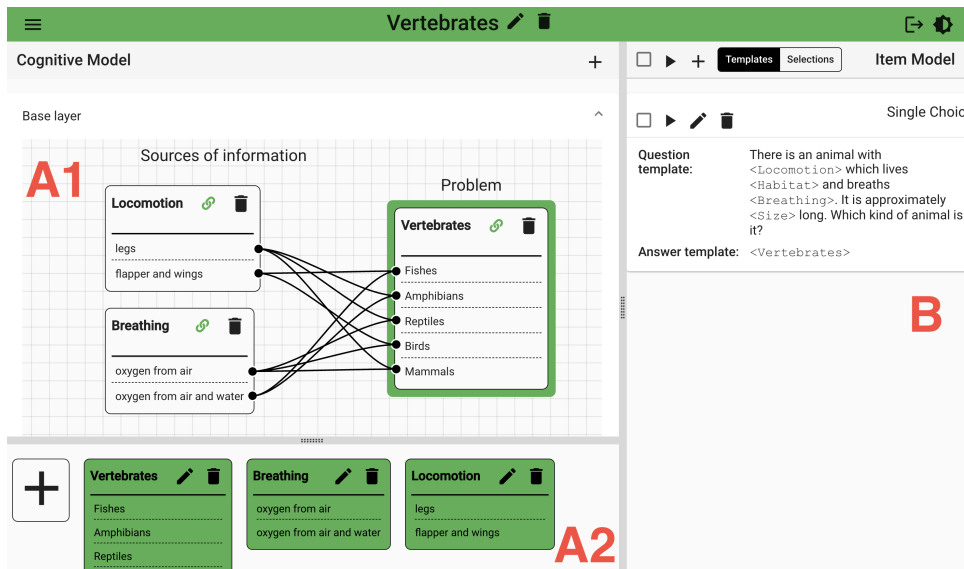 Vertebrates
Cognitive Model
Templates
Selections
Item Model
Base layer
Single Choic
A1
Sources of information
Problem
Locomotion
legs
flapper and wings
Breathing
oxygen from air
oxygen from air and water
Vertebrates
Fishes
Amphibians
Reptiles
Birds
Mammals
Question template:
There is an animal with
<Locomotion> which lives
<Habitat> and breaths
<Breathing>. It is approximately
<Size> long. Which kind of animal is
it?
Answer template: <Vertebrates>
B
Vertebrates
Fishes
Amphibians
Reptiles
Breathing
oxygen from air
oxygen from air and water
Locomotion
legs
flapper and wings
A2